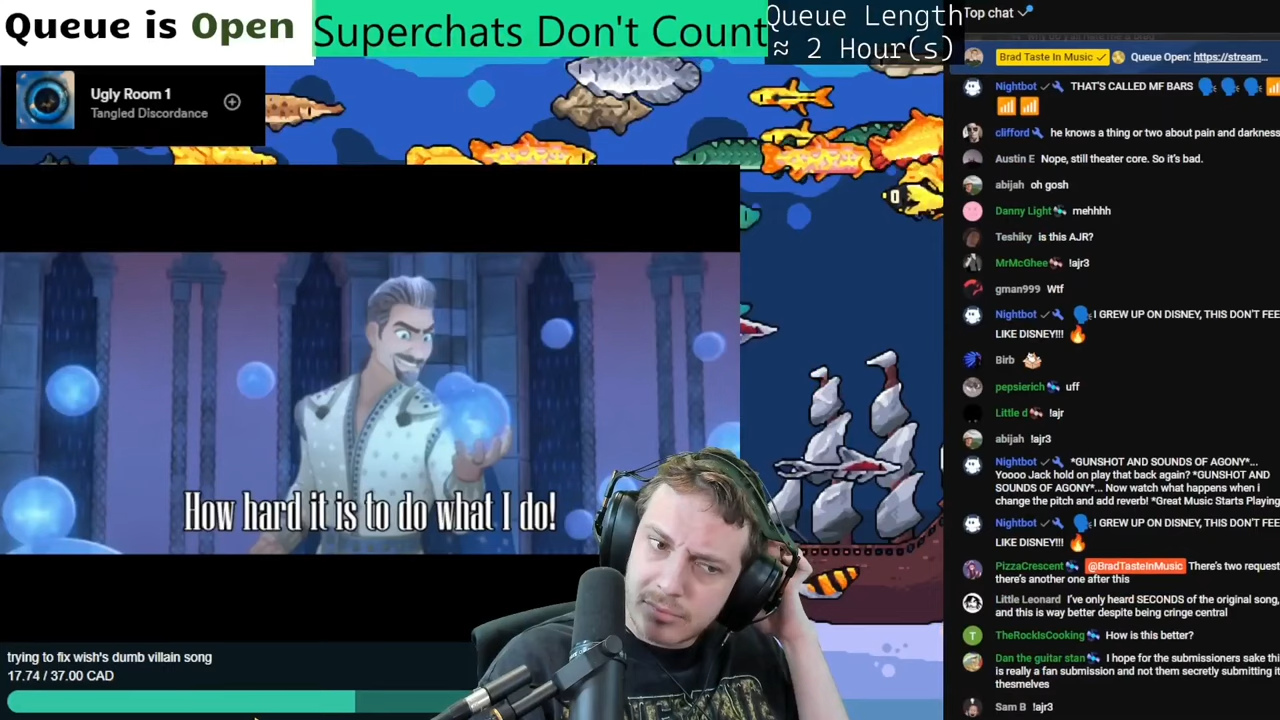 Queue is Open
Superchats Don't Count
Queue Length
≈ 2 Hour(s)
Ugly Room 1
Tangled Discordance
How hard it is to do what I do!
trying to fix wish's dumb villain song
17.74 / 37.00 CAD
Top chat
Brad Taste In Music Queue Open: https://stream...
Nightbot THAT'S CALLED MF BARS
clifford he knows a thing or two about pain and darkness
Austin E Nope, still theater core. So it's bad.
abijah oh gosh
Danny Light mehhhh
Teshiky is this AJR?
MrMcGhee !ajr3
gman999 Wtf
Nightbot I GREW UP ON DISNEY, THIS DON'T FEE
LIKE DISNEY!!!
Birb
pepsierich uff
Little d !ajr
abijah !ajr3
Nightbot *GUNSHOT AND SOUNDS OF AGONY*...
Yoooo Jack hold on play that back again? *GUNSHOT AND
SOUNDS OF AGONY*... Now watch what happens when i
change the pitch and add reverb! *Great Music Starts Playing
Nightbot I GREW UP ON DISNEY, THIS DON'T FEE
LIKE DISNEY!!!
PizzaCrescent @BradTasteInMusic There's two request
there's another one after this
Little Leonard I've only heard SECONDS of the original song,
and this is way better despite being cringe central
TheRockIsCooking How is this better?
Dan the guitar stan I hope for the submissioners sake thi
is really a fan submission and not them secretly submitting it
thesmelves
Sam B !ajr3